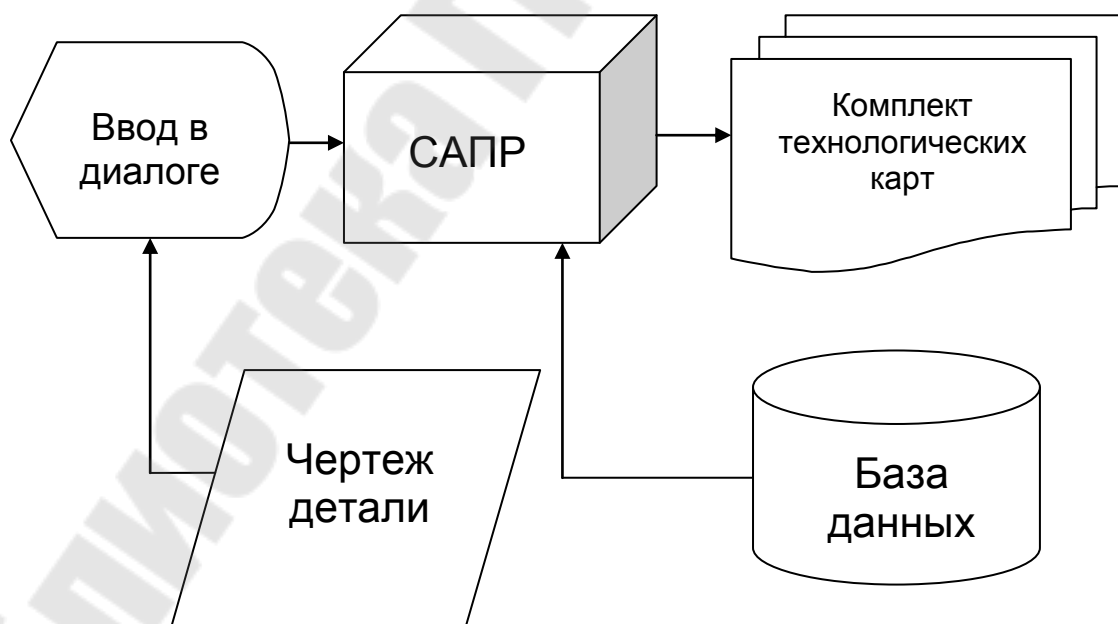 Ввод в
диалоге
САПР
Комплект
технологических
карт
Чертеж
детали
База
данных